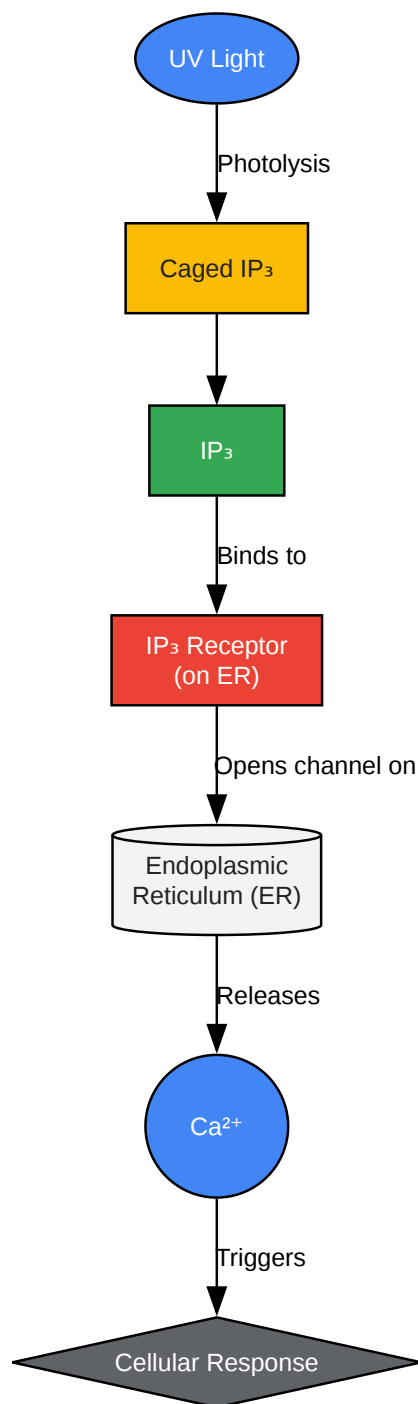 UV Light
Photolysis
Caged IP₃
IP₃
Binds to
IP₃ Receptor
(on ER)
Opens channel on
Endoplasmic
Reticulum (ER)
Releases
Ca²⁺
Triggers
Cellular Response